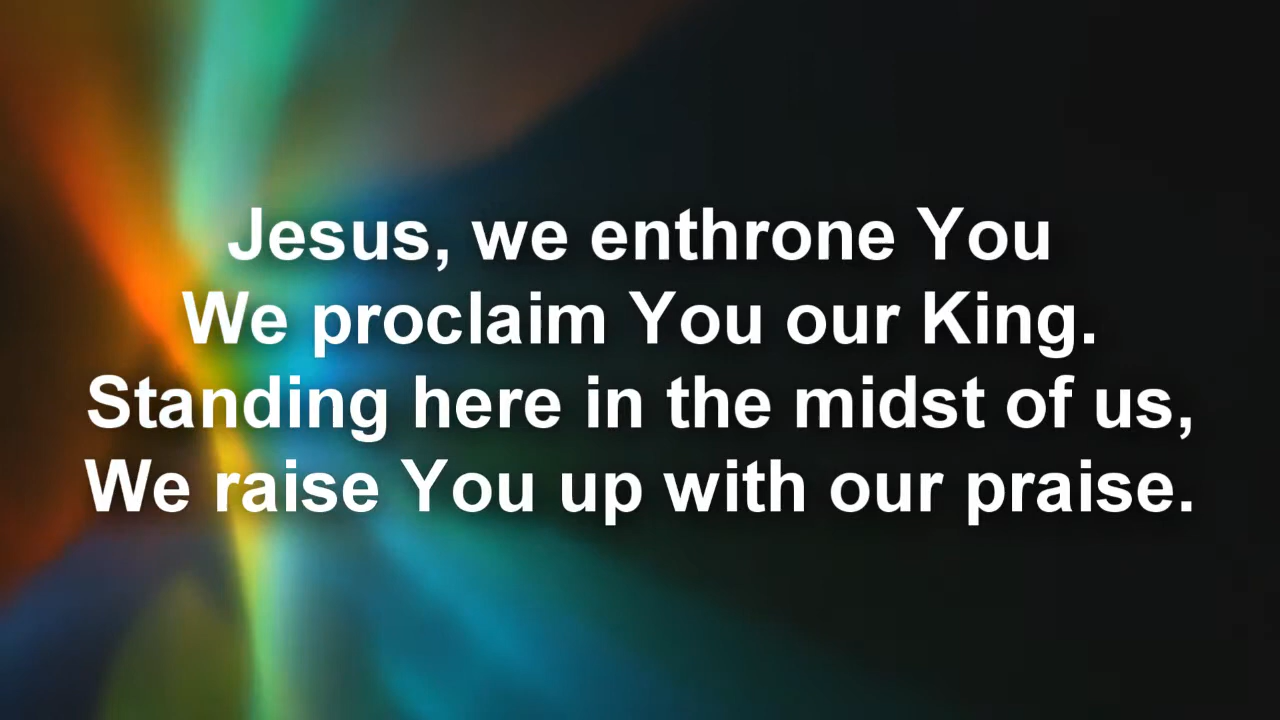 Jesus, we enthrone You
We proclaim You our King.
Standing here in the midst of us,
We raise You up with our praise.